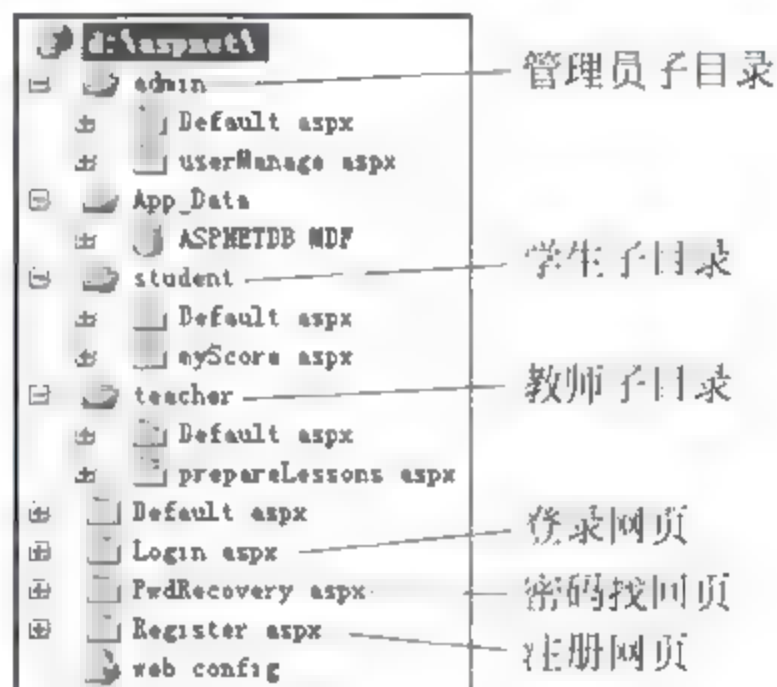 d:\aspnet\
admin 管理员子目录
Default aspx
userManage aspx
App_Data
ASPNETDB MDF
student 学生子目录
Default aspx
myScore aspx
teacher 教师子目录
Default aspx
prepareLessons aspx
Default aspx
Login aspx 登录网页
PwdRecovery aspx 密码找回页
Register aspx 注册网页
web config